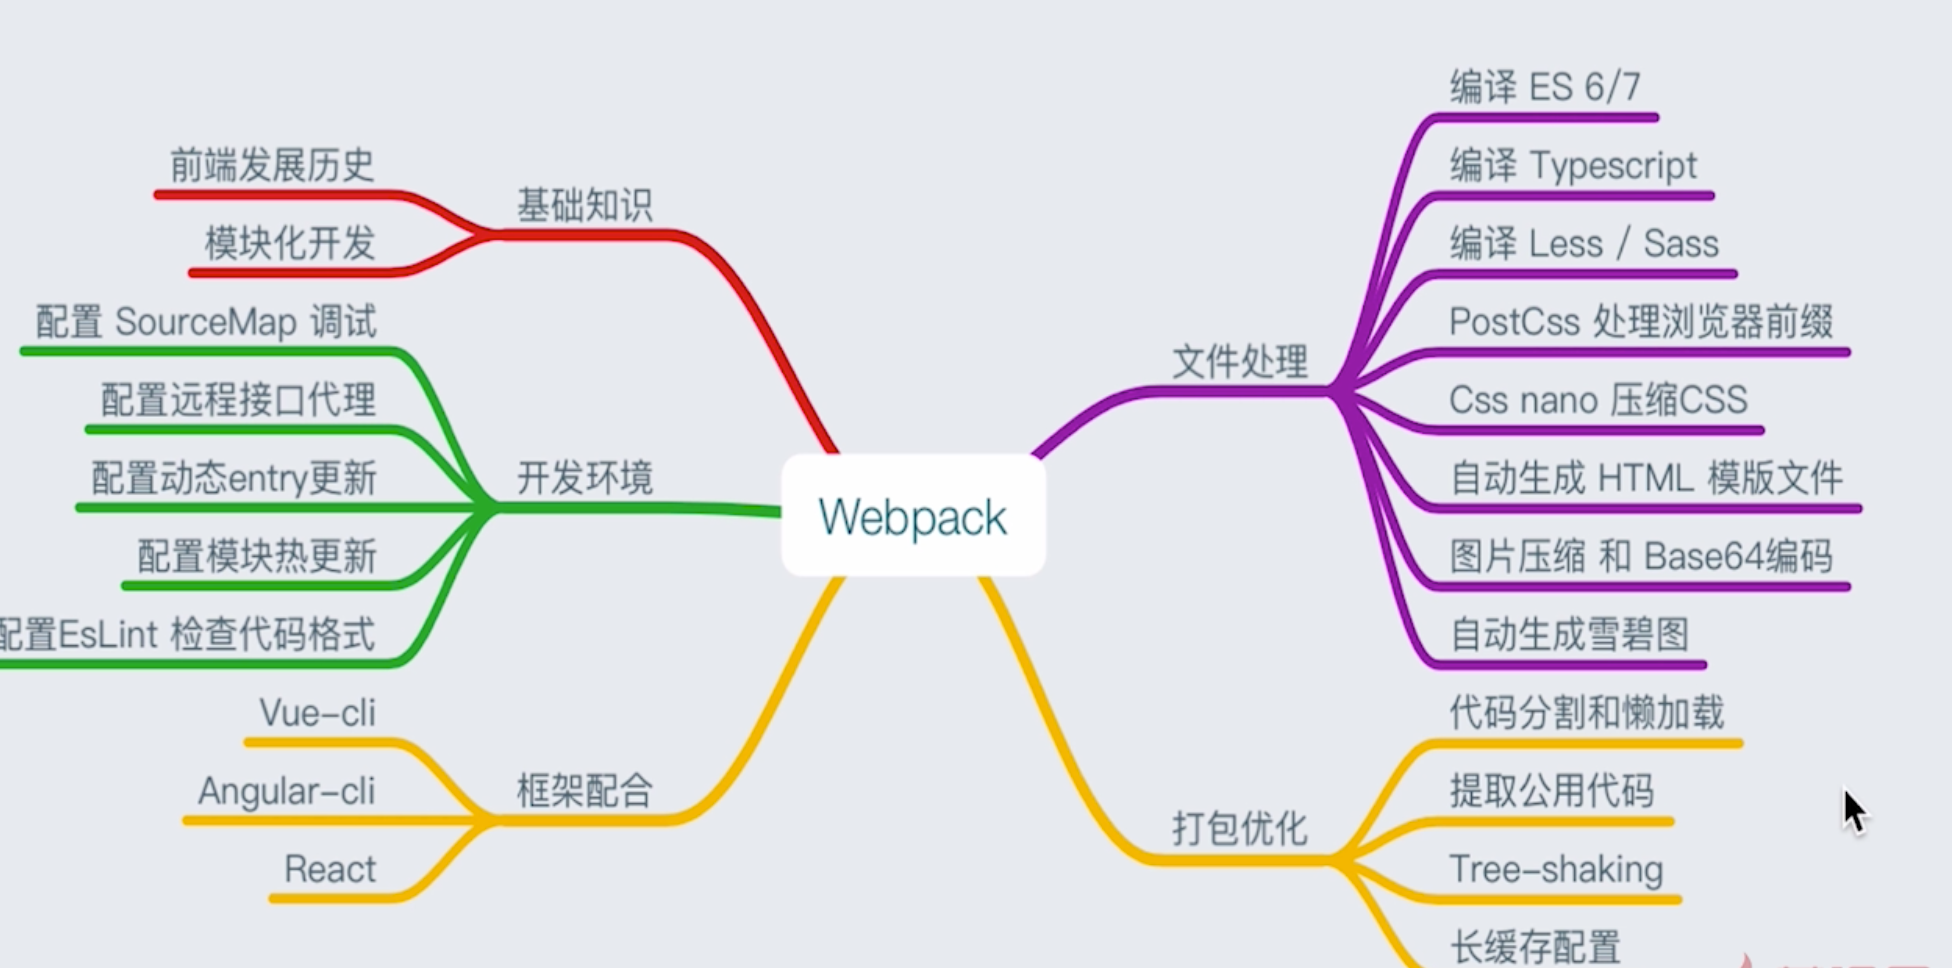 Webpack
基础知识
前端发展历史
模块化开发
开发环境
配置 SourceMap 调试
配置远程接口代理
配置动态entry更新
配置模块热更新
配置EsLint 检查代码格式
框架配合
Vue-cli
Angular-cli
React
文件处理
编译 ES 6/7
编译 Typescript
编译 Less / Sass
PostCss 处理浏览器前缀
Css nano 压缩CSS
自动生成 HTML 模版文件
图片压缩 和 Base64编码
自动生成雪碧图
打包优化
代码分割和懒加载
提取公用代码
Tree-shaking
长缓存配置